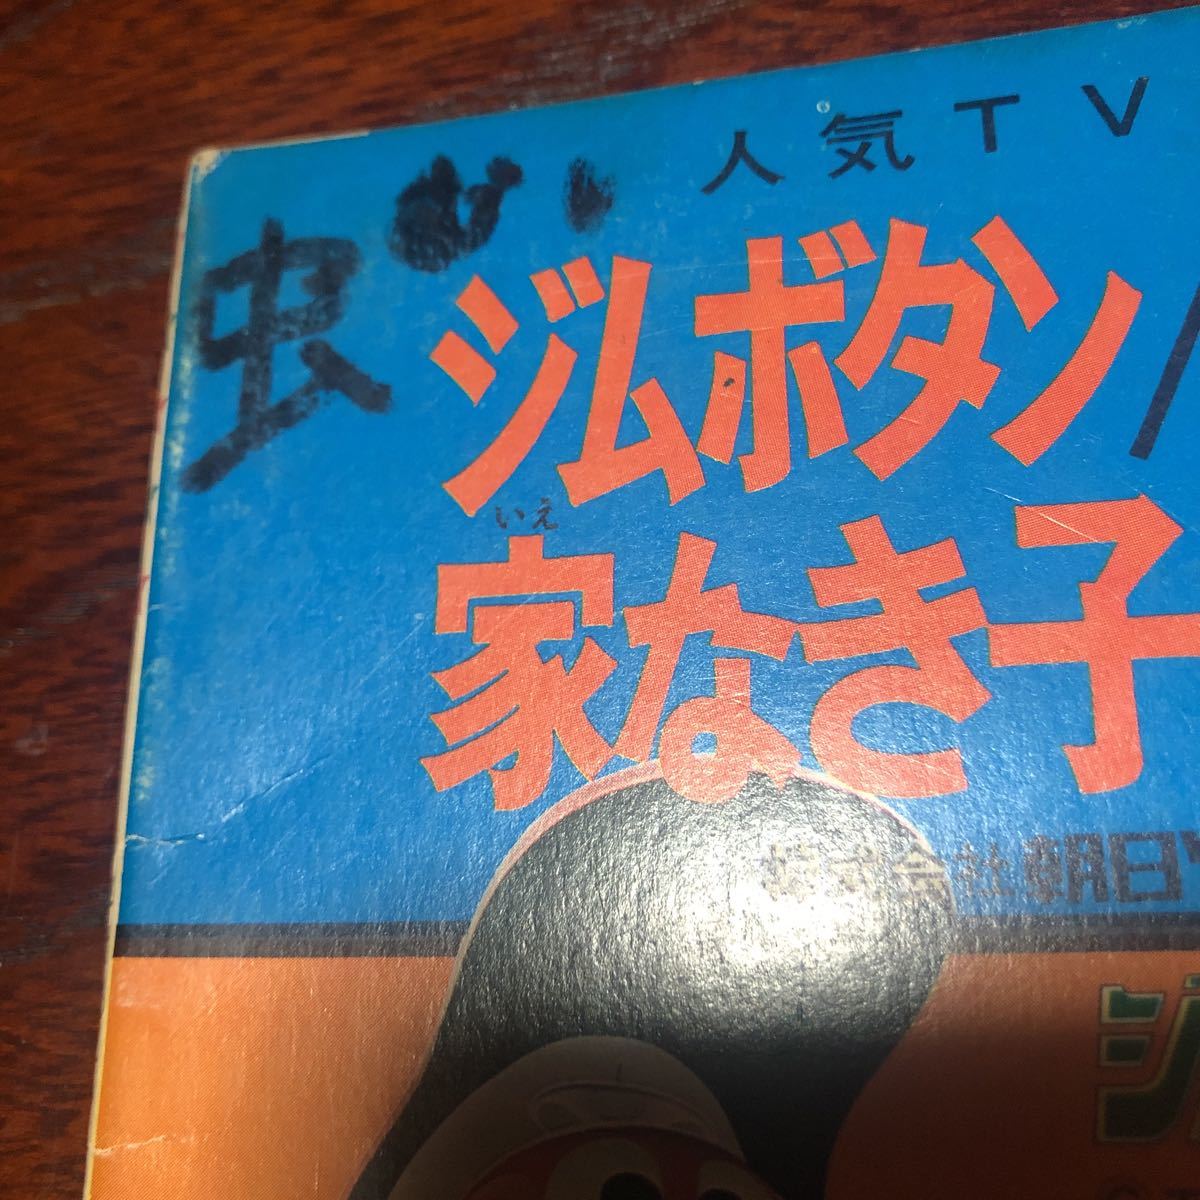 虫
人気TV
ジムボタン/
いえ
家なき子
株式会社朝日
ジ